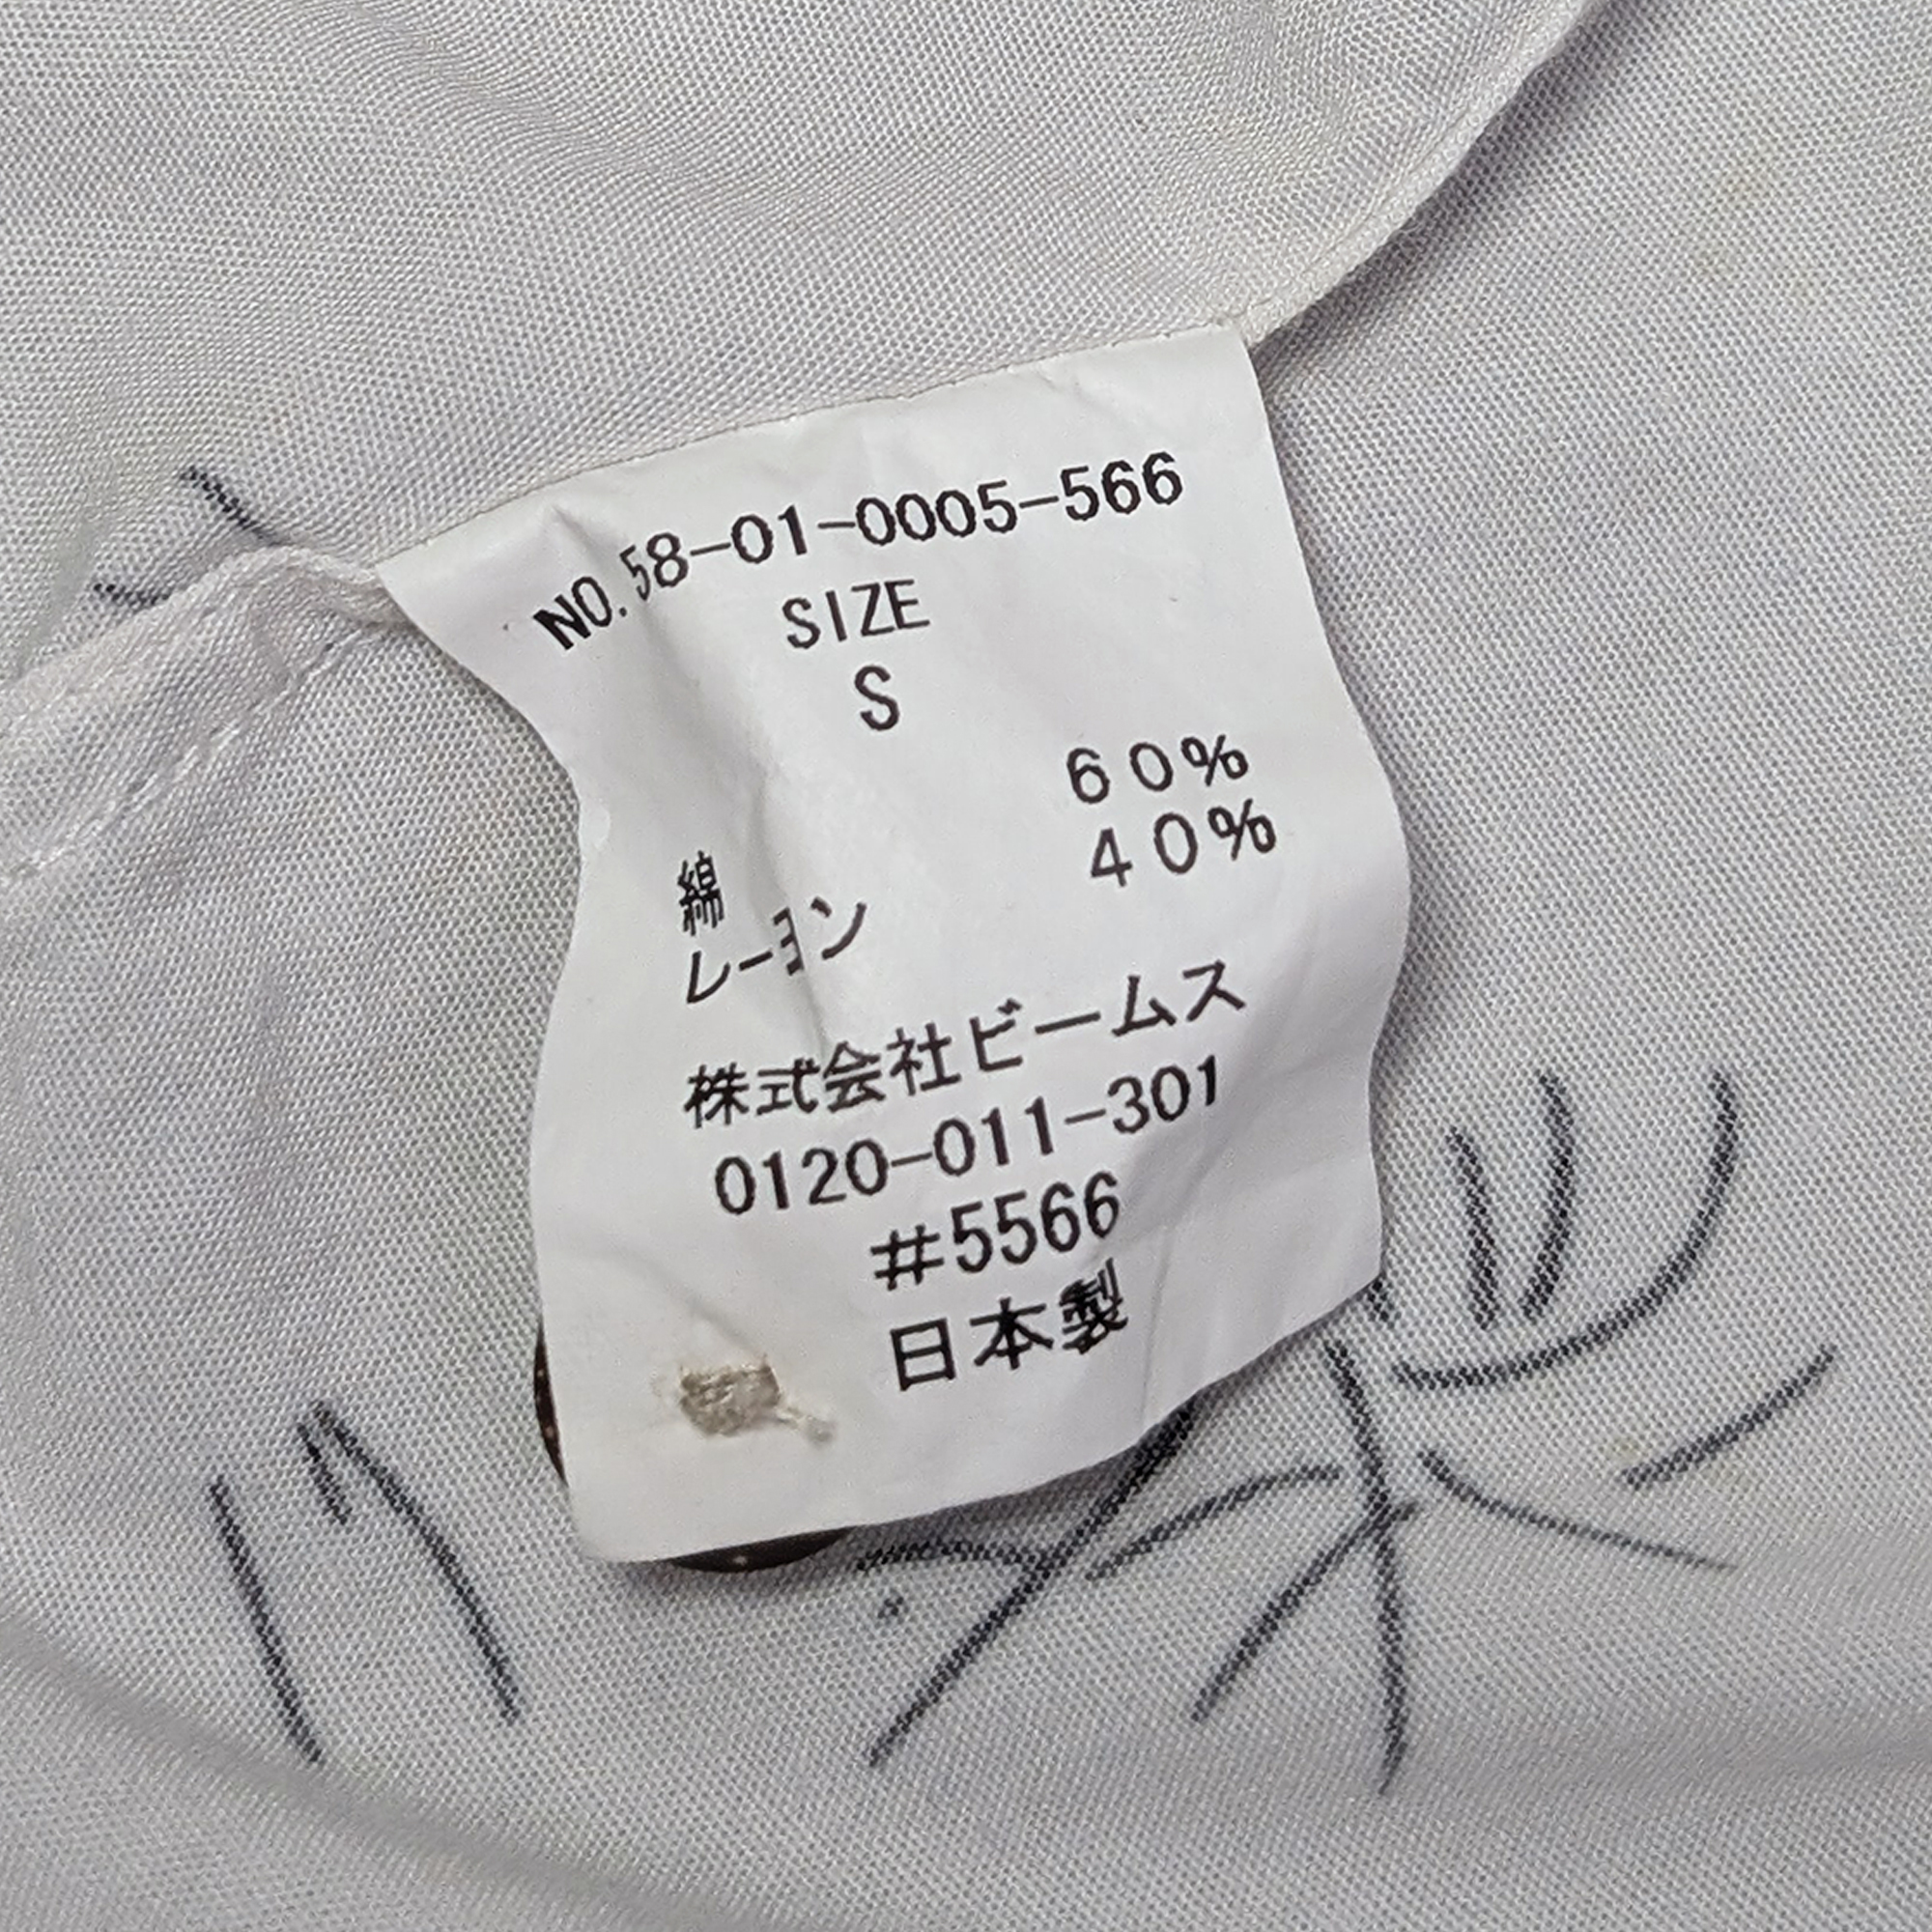 NO.58-01-0005-566
SIZE
S
綿 60%
レーヨン 40%
株式会社ビームス
0120-011-301
#5566
日本製